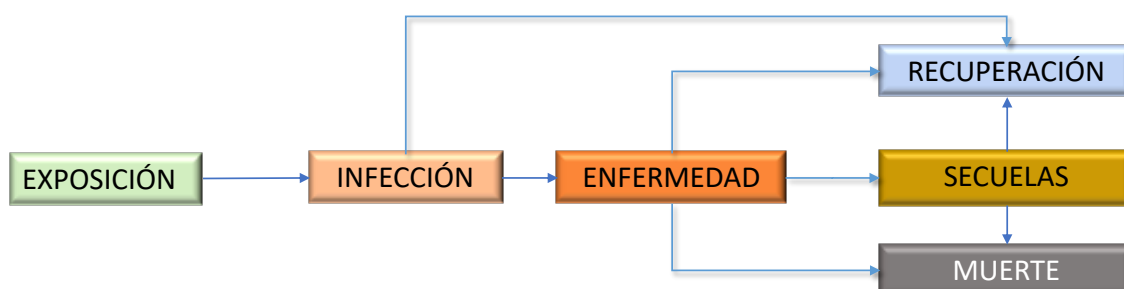 RECUPERACIÓN
EXPOSICIÓN
INFECCIÓN
ENFERMEDAD
SECUELAS
MUERTE